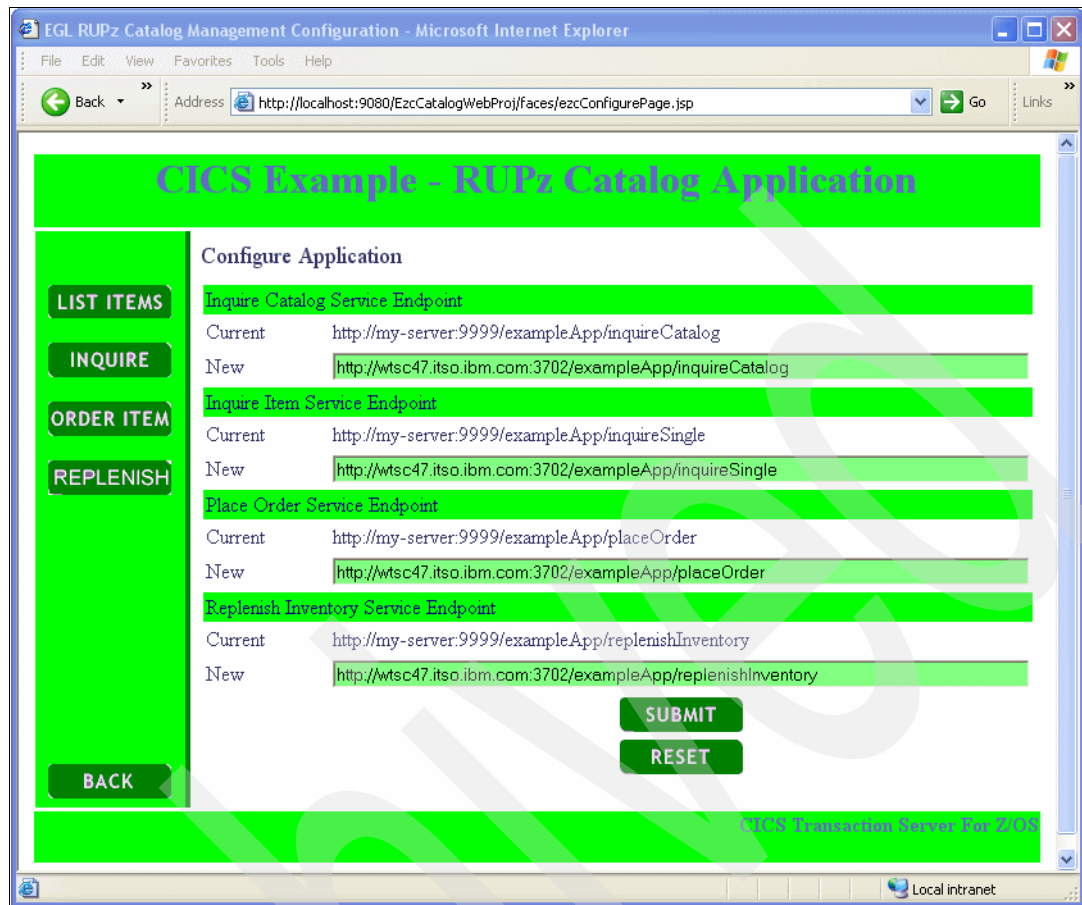 EGL RUPz Catalog Management Configuration - Microsoft Internet Explorer
File Edit View Favorites Tools Help
Back » Address http://localhost:9080/EzcCatalogWebProj/faces/ezcConfigurePage.jsp Go Links »
CICS Example - RUPz Catalog Application
Configure Application
LIST ITEMS
INQUIRE
ORDER ITEM
REPLENISH
BACK
Inquire Catalog Service Endpoint
Current http://my-server:9999/exampleApp/inquireCatalog
New http://wtsc47.itso.ibm.com:3702/exampleApp/inquireCatalog
Inquire Item Service Endpoint
Current http://my-server:9999/exampleApp/inquireSingle
New http://wtsc47.itso.ibm.com:3702/exampleApp/inquireSingle
Place Order Service Endpoint
Current http://my-server:9999/exampleApp/placeOrder
New http://wtsc47.itso.ibm.com:3702/exampleApp/placeOrder
Replenish Inventory Service Endpoint
Current http://my-server:9999/exampleApp/replenishInventory
New http://wtsc47.itso.ibm.com:3702/exampleApp/replenishInventory
SUBMIT
RESET
CICS Transaction Server For Z/OS
Local intranet